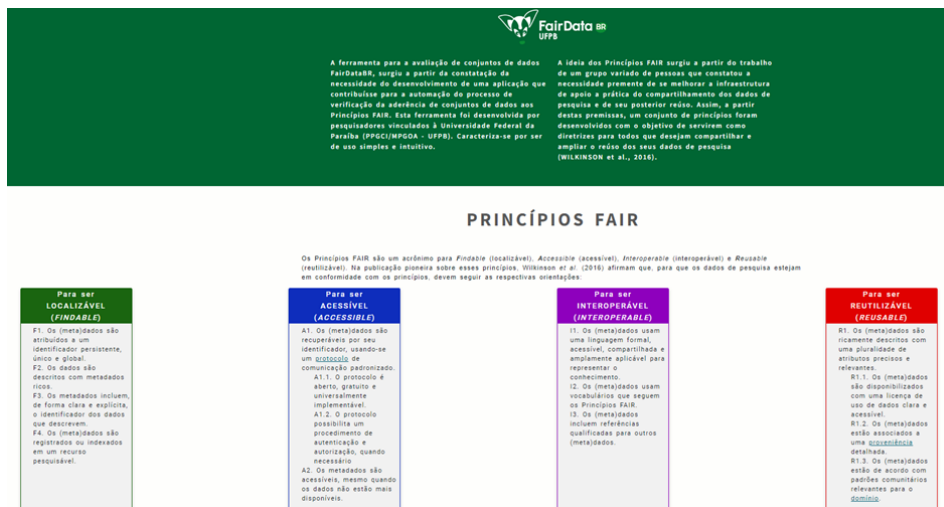 FairData BR
UFPB
A ferramenta para a avaliação de conjuntos de dados
FairDataBR, surgiu a partir da constatação da
necessidade do desenvolvimento de uma aplicação que
contribuísse para a automação do processo de
verificação da aderência de conjuntos de dados aos
Princípios FAIR. Esta ferramenta foi desenvolvida por
pesquisadores vinculados à Universidade Federal da
Paraíba (PPGCI/MPGOA - UFPB). Caracteriza-se por ser
de uso simples e intuitivo.
A ideia dos Princípios FAIR surgiu a partir do trabalho
de um grupo variado de pessoas que constatou a
necessidade premente de se melhorar a infraestrutura
de apoio a prática do compartilhamento dos dados de
pesquisa e de seu posterior reúso. Assim, a partir
destas premissas, um conjunto de princípios foram
desenvolvidos com o objetivo de servirem como
diretrizes para todos que desejam compartilhar e
ampliar o reúso dos seus dados de pesquisa
(WILKINSON et al., 2016).
PRINCÍPIOS FAIR
Os Princípios FAIR são um acrônimo para Findable (localizável), Accessible (acessível), Interoperable (interoperável) e Reusable
(reutilizável). Na publicação pioneira sobre esses princípios, Wilkinson et al. (2016) afirmam que, para que os dados de pesquisa estejam
em conformidade com os princípios, devem seguir as respectivas orientações:
Para ser
LOCALIZÁVEL
(FINDABLE)
F1. Os (meta)dados são
atribuídos a um
identificador persistente,
único e global.
F2. Os dados são
descritos com metadados
ricos.
F3. Os metadados incluem,
de forma clara e explícita,
o identificador dos dados
que descrevem.
F4. Os (meta)dados são
registrados ou indexados
em um recurso
pesquisável.
Para ser
ACESSÍVEL
(ACCESSIBLE)
A1. Os (meta)dados são
recuperáveis por seu
identificador, usando-se
um protocolo de
comunicação padronizado.
A1.1. O protocolo é
aberto, gratuito e
universalmente
implementável.
A1.2. O protocolo
possibilita um
procedimento de
autenticação e
autorização, quando
necessário
A2. Os metadados são
acessíveis, mesmo quando
os dados não estão mais
disponíveis.
Para ser
INTEROPERÁVEL
(INTEROPERABLE)
I1. Os (meta)dados usam
uma linguagem formal,
acessível, compartilhada e
amplamente aplicável para
representar o
conhecimento.
I2. Os (meta)dados usam
vocabulários que seguem
os Princípios FAIR.
I3. Os (meta)dados
incluem referências
qualificadas para outros
(meta)dados.
Para ser
REUTILIZÁVEL
(REUSABLE)
R1. Os (meta)dados são
ricamente descritos com
uma pluralidade de
atributos precisos e
relevantes.
R1.1. Os (meta)dados
são disponibilizados
com uma licença de
uso de dados clara e
acessível.
R1.2. Os (meta)dados
estão associados a
uma proveniência
detalhada.
R1.3. Os (meta)dados
estão de acordo com
padrões comunitários
relevantes para o
domínio.